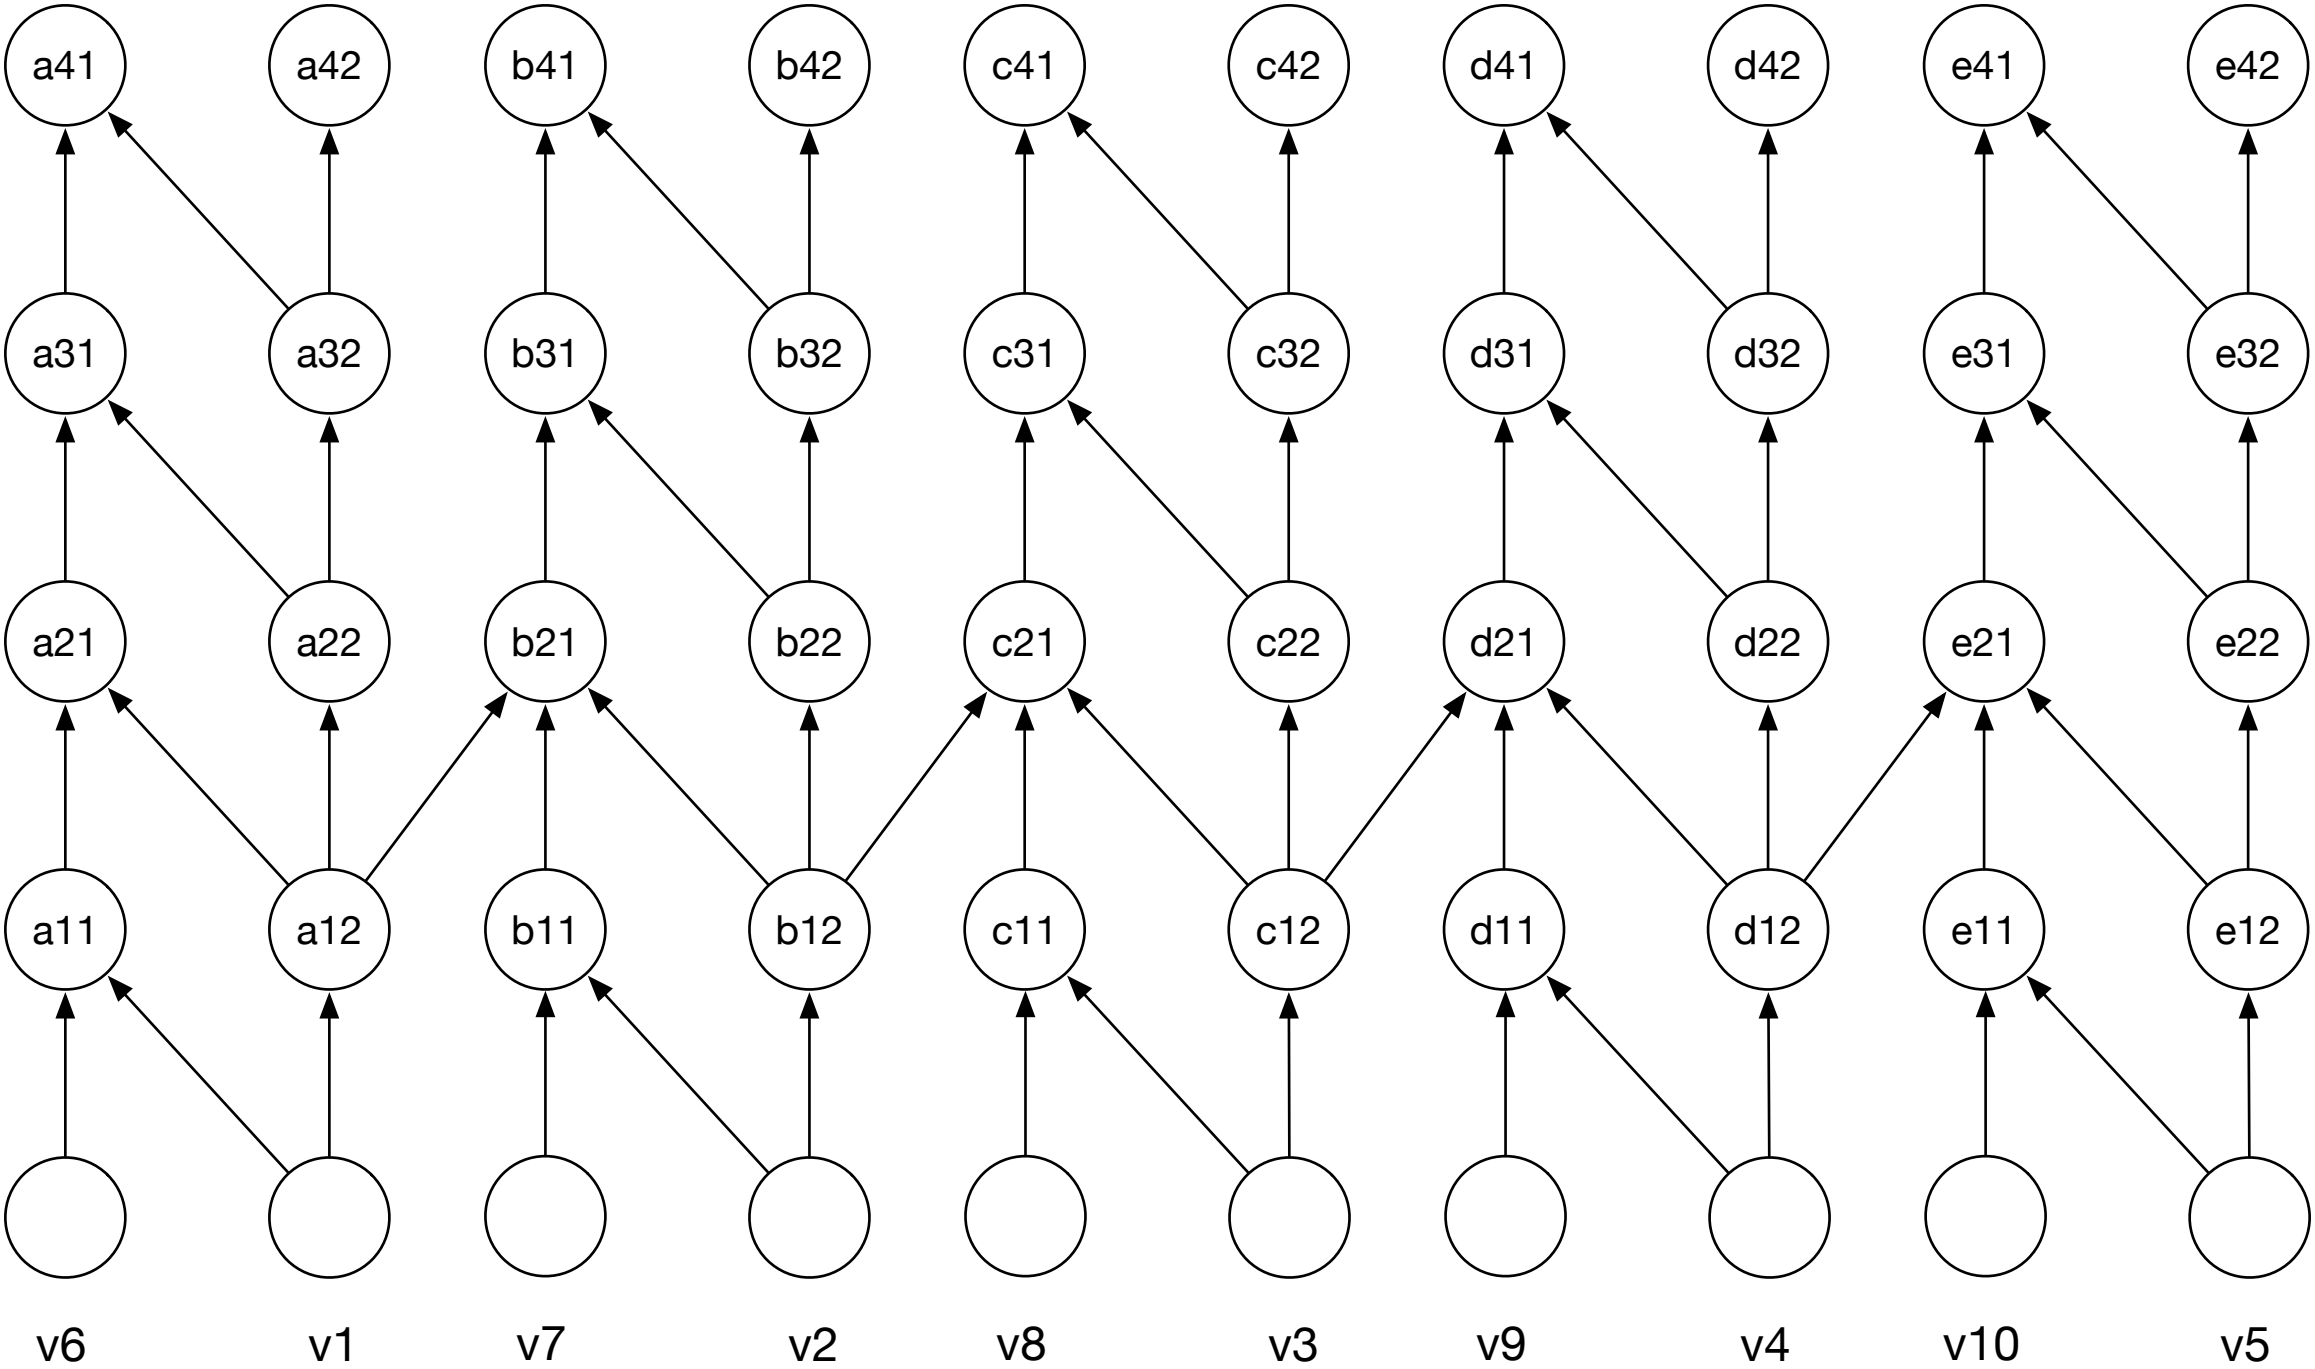 a41 a42 b41 b42 c41 c42 d41 d42 e41 e42
a31 a32 b31 b32 c31 c32 d31 d32 e31 e32
a21 a22 b21 b22 c21 c22 d21 d22 e21 e22
a11 a12 b11 b12 c11 c12 d11 d12 e11 e12
v6 v1 v7 v2 v8 v3 v9 v4 v10 v5